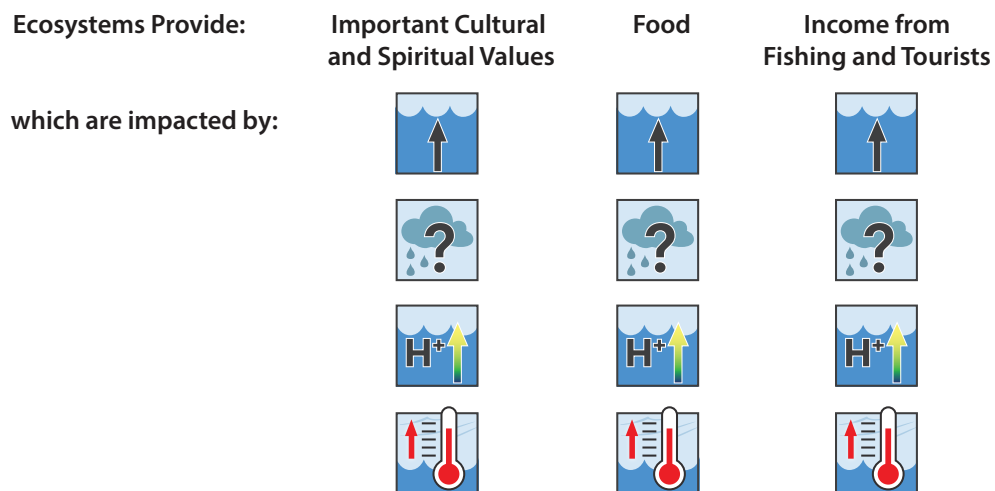 Ecosystems Provide:
Important Cultural
and Spiritual Values
Food
Income from
Fishing and Tourists
which are impacted by:
?
?
?
H+
H+
H+